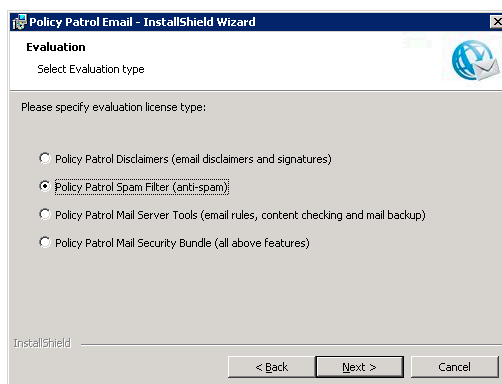 Policy Patrol Email - InstallShield Wizard
Evaluation
Select Evaluation type
Please specify evaluation license type:
Policy Patrol Disclaimers (email disclaimers and signatures)
Policy Patrol Spam Filter (anti-spam)
Policy Patrol Mail Server Tools (email rules, content checking and mail backup)
Policy Patrol Mail Security Bundle (all above features)
InstallShield
< Back
Next >
Cancel